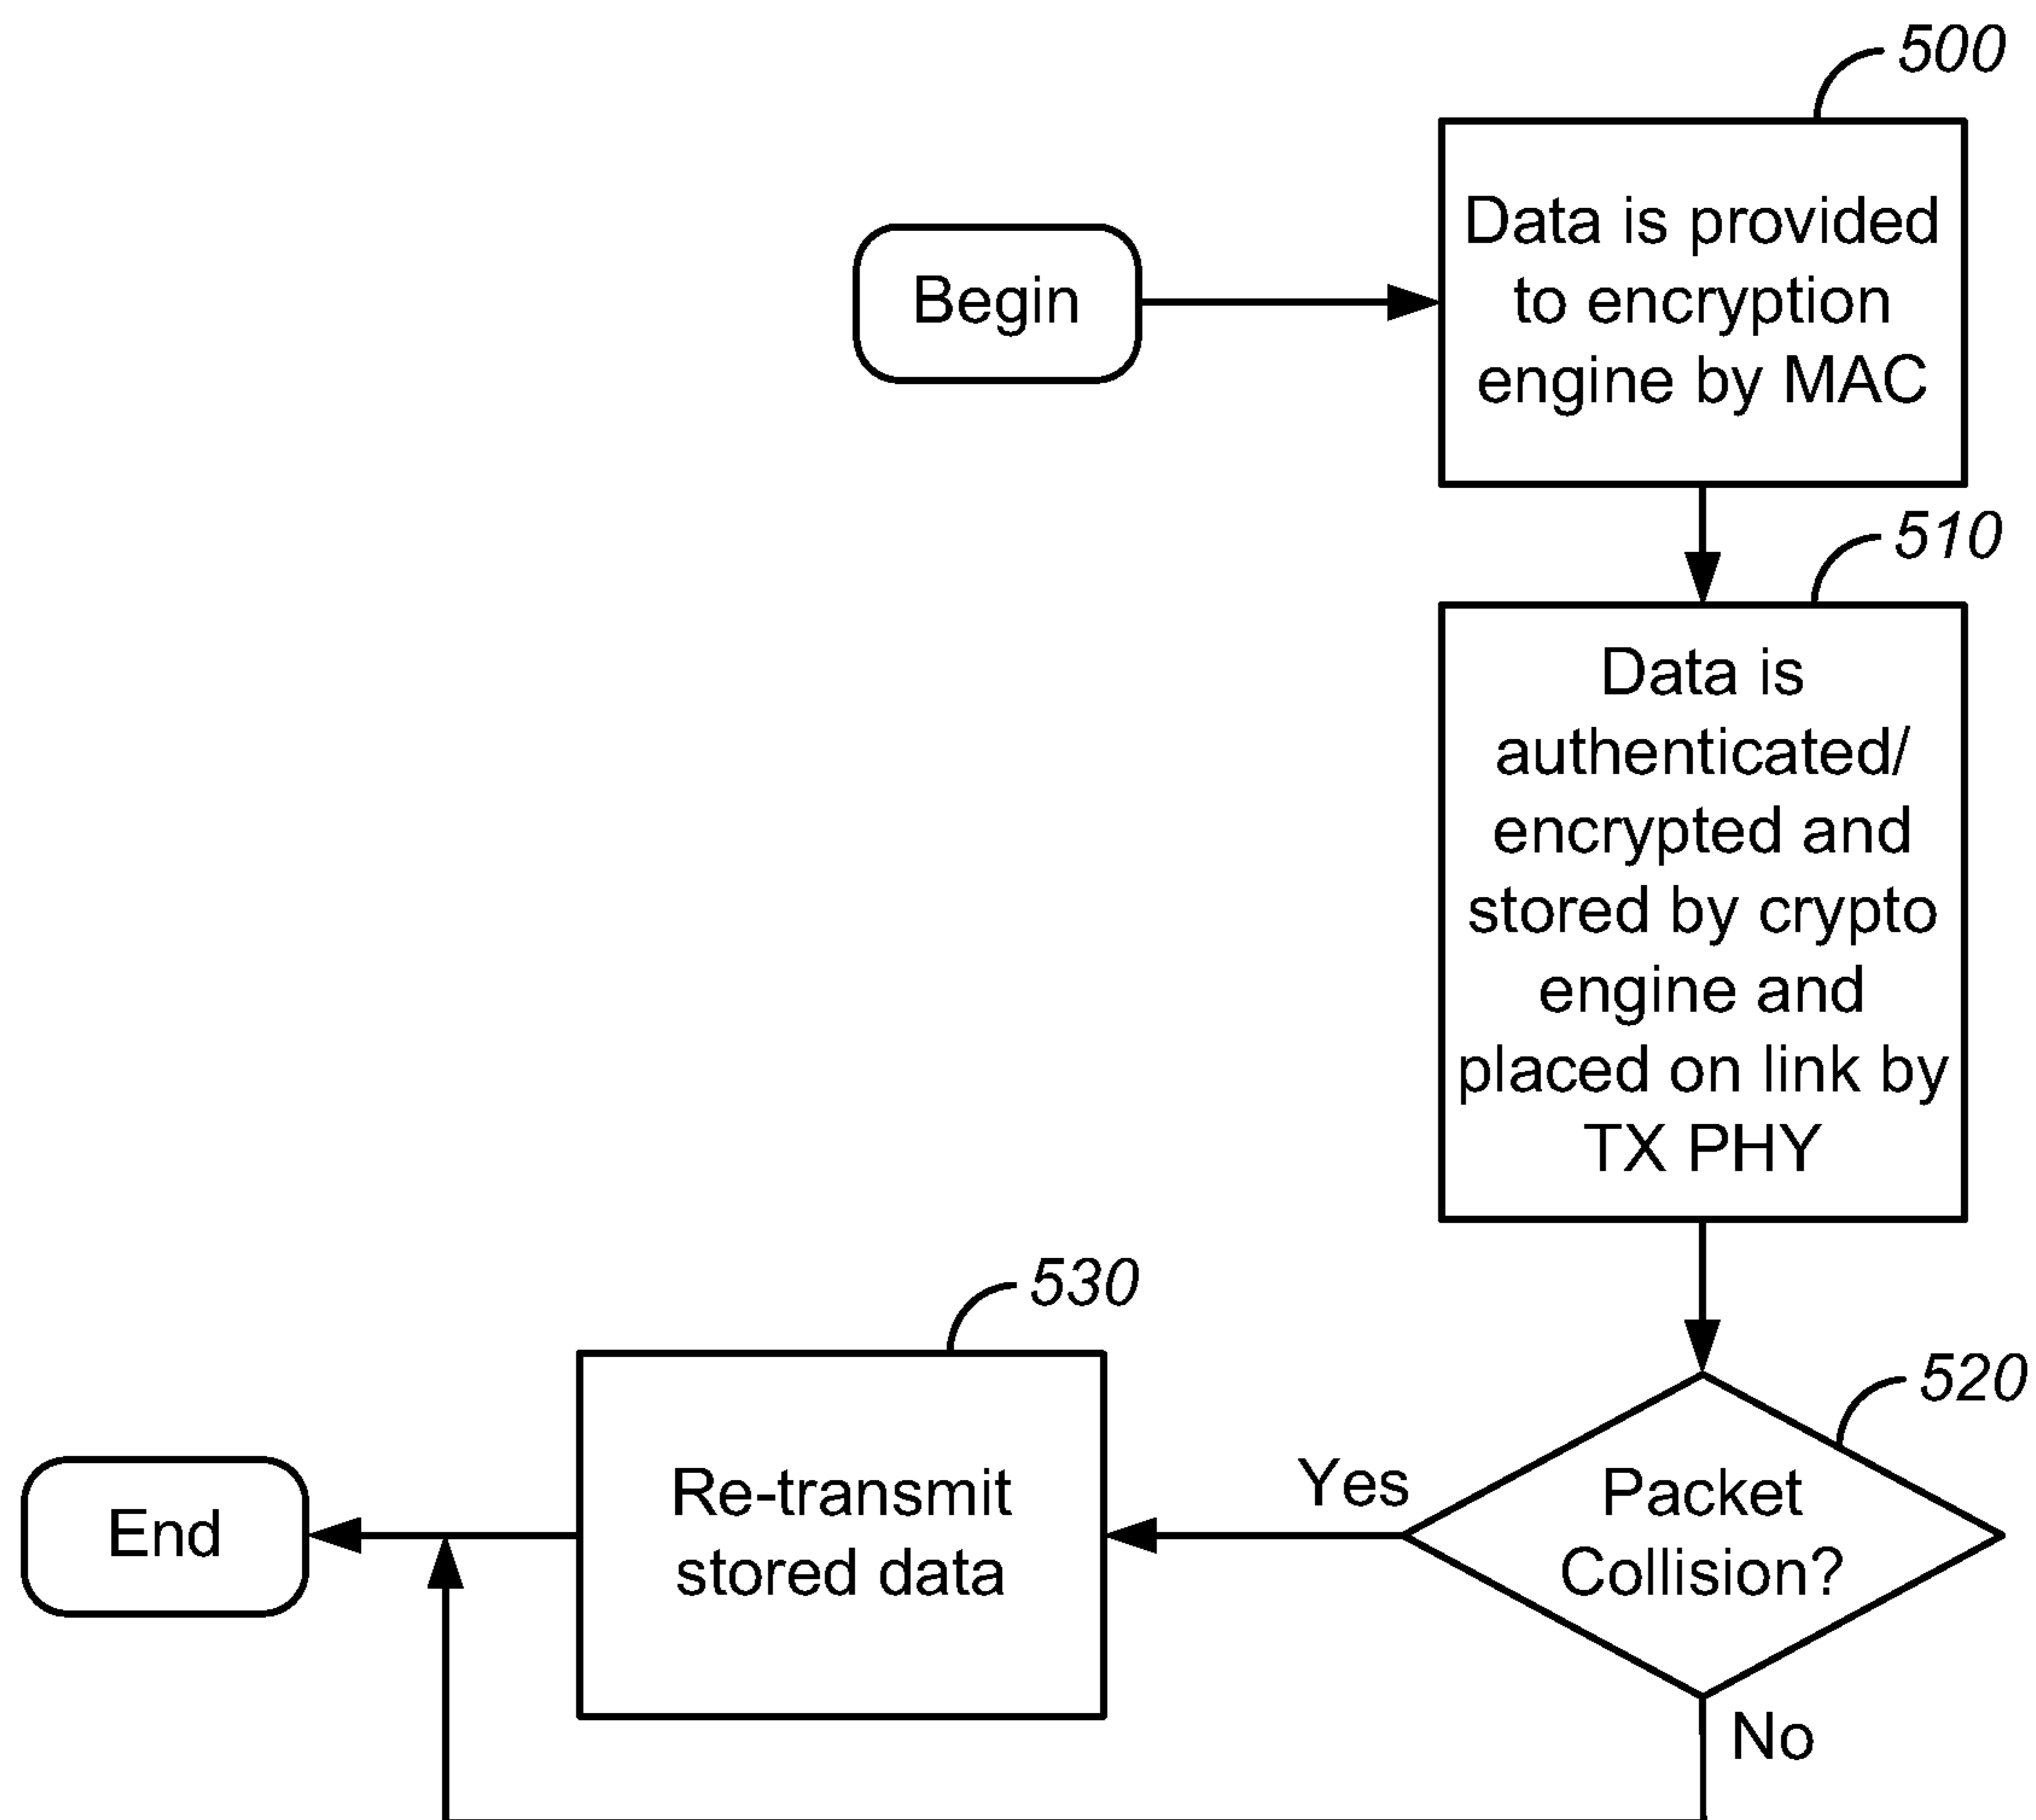 500
Begin
Data is provided
to encryption
engine by MAC
510
Data is
authenticated/
encrypted and
stored by crypto
engine and
placed on link by
TX PHY
520
Packet
Collision?
Yes
530
Re-transmit
stored data
End
No